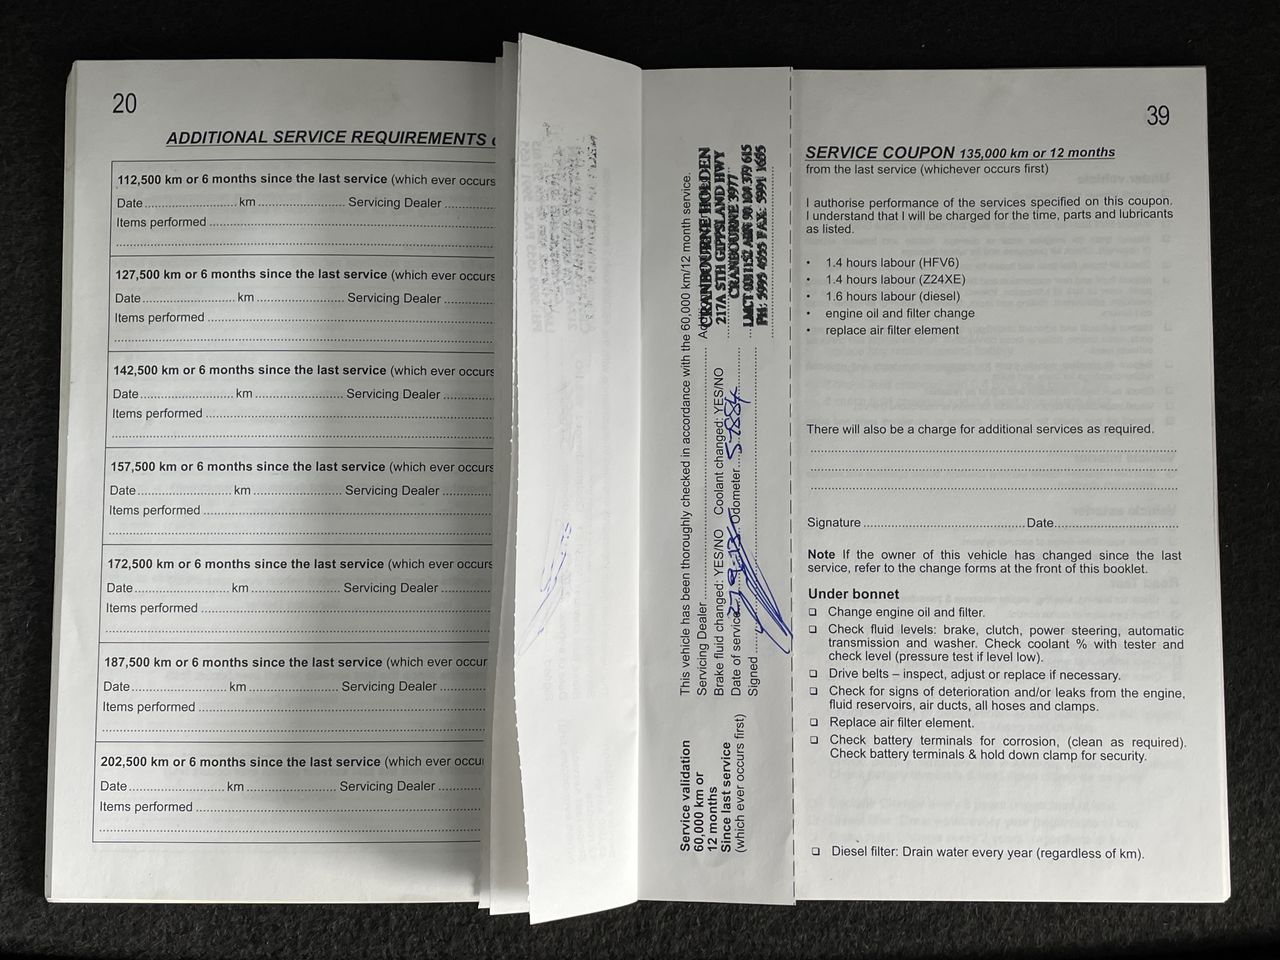 20
ADDITIONAL SERVICE REQUIREMENTS
112,500 km or 6 months since the last service (which ever occurs
Date.............. km .......................... Servicing Dealer
Items performed
127,500 km or 6 months since the last service (which ever occurs
Date.............. km .......................... Servicing Dealer
Items performed
142,500 km or 6 months since the last service (which ever occurs
Date.............. km .......................... Servicing Dealer
Items performed
157,500 km or 6 months since the last service (which ever occurs
Date.............. km .......................... Servicing Dealer
Items performed
172,500 km or 6 months since the last service (which ever occurs
Date.............. km .......................... Servicing Dealer
Items performed
187,500 km or 6 months since the last service (which ever occur
Date.............. km .......................... Servicing Dealer
Items performed
202,500 km or 6 months since the last service (which ever occu
Date.............. km .......................... Servicing Dealer
Items performed
Service validation
60,000 km or
12 months
Since last service
(which ever occurs first)
This vehicle has been thoroughly checked in accordance with the 60,000 km/12 month service.
Servicing Dealer
Brake fluid changed: YES/NO Coolant changed: YES/NO
Date of service 27.9.13 Odometer 57884
Signed
CRANBOURNE HOLDEN
217A STH GIPPSLAND HWY
CRANBOURNE 3977
LMCT ABN 90 104 379 615
PH: 5995 4595 FAX: 5991 1695
39
SERVICE COUPON 135,000 km or 12 months
from the last service (whichever occurs first)
I authorise performance of the services specified on this coupon.
I understand that I will be charged for the time, parts and lubricants
as listed.
• 1.4 hours labour (HFV6)
• 1.4 hours labour (Z24XE)
• 1.6 hours labour (diesel)
• engine oil and filter change
• replace air filter element
There will also be a charge for additional services as required.
Signature ............................................ Date
Note If the owner of this vehicle has changed since the last
service, refer to the change forms at the front of this booklet.
Under bonnet
❑ Change engine oil and filter.
❑ Check fluid levels: brake, clutch, power steering, automatic
transmission and washer. Check coolant % with tester and
check level (pressure test if level low).
❑ Drive belts – inspect, adjust or replace if necessary.
❑ Check for signs of deterioration and/or leaks from the engine,
fluid reservoirs, air ducts, all hoses and clamps.
❑ Replace air filter element.
❑ Check battery terminals for corrosion, (clean as required).
Check battery terminals & hold down clamp for security.
❑ Diesel filter: Drain water every year (regardless of km).